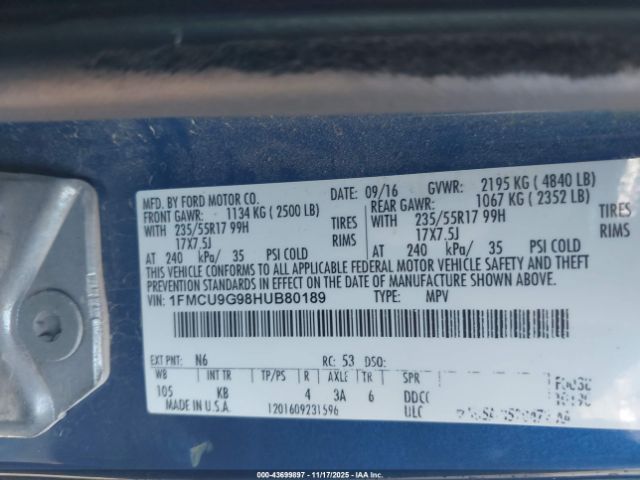 MFD. BY FORD MOTOR CO.
DATE: 09/16 GVWR: 2195 KG ( 4840 LB)
FRONT GAWR: 1134 KG ( 2500 LB) REAR GAWR: 1067 KG ( 2352 LB)
WITH 235/55R17 99H TIRES WITH 235/55R17 99H TIRES
17X7.5J RIMS 17X7.5J RIMS
AT 240 kPa/ 35 PSI COLD AT 240 kPa/ 35 PSI COLD
THIS VEHICLE CONFORMS TO ALL APPLICABLE FEDERAL MOTOR VEHICLE SAFETY AND THEFT
PREVENTION STANDARDS IN EFFECT ON THE DATE OF MANUFACTURE SHOWN ABOVE.
VIN: 1FMCU9G98HUB80189 TYPE: MPV
EXT PNT: N6 RC: 53 DSO:
WB INT TR TP/PS R AXLE TR SPR
105 KB 4 3A 6 DDCC
MADE IN U.S.A. 1201609231596 ULC
43699897 - 11/17/2025 - IAAI.COM